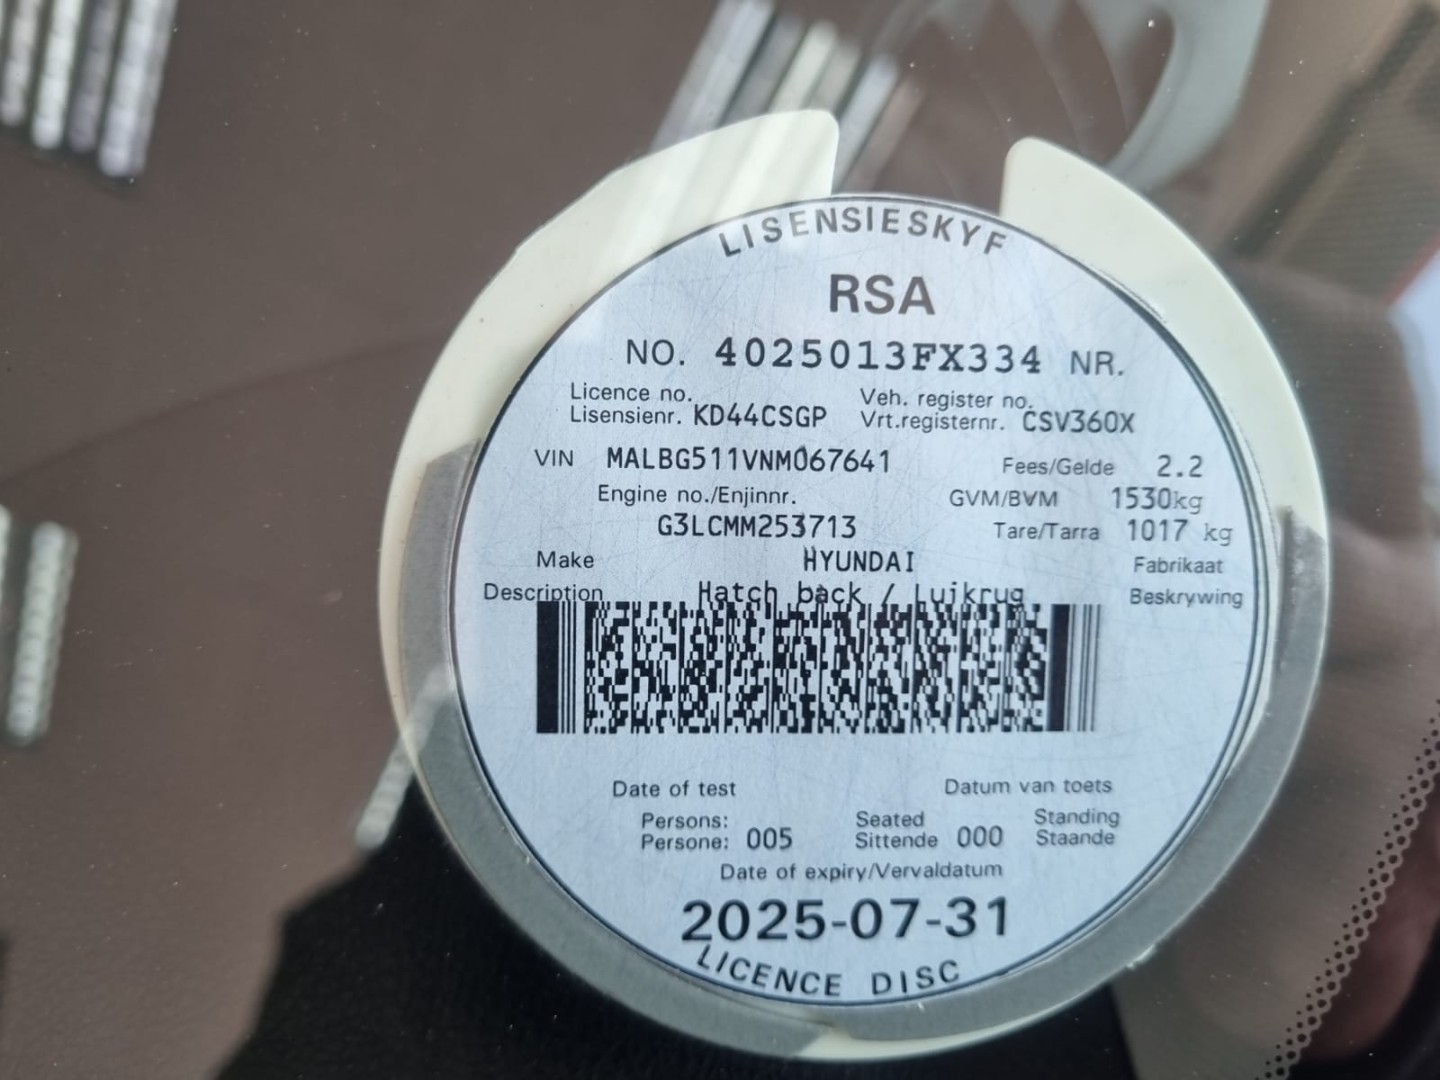 LISENSIESKYF
RSA
NO. 4025013FX334 NR.
Licence no. Veh. register no.
Lisensienr. KD44CSGP Vrt.registernr. CSV360X
VIN MALBG511VNM067641 Fees/Gelde 2.2
Engine no./Enjinnr. GVM/BVM 1530kg
G3LCMM253713 Tare/Tarra 1017 kg
Make HYUNDAI Fabrikaat
Description Hatch back / Luikrug Beskrywing
Date of test Datum van toets
Persons: Seated Standing
Persone: 005 Sittende 000 Staande
Date of expiry/Vervaldatum
2025-07-31
LICENCE DISC